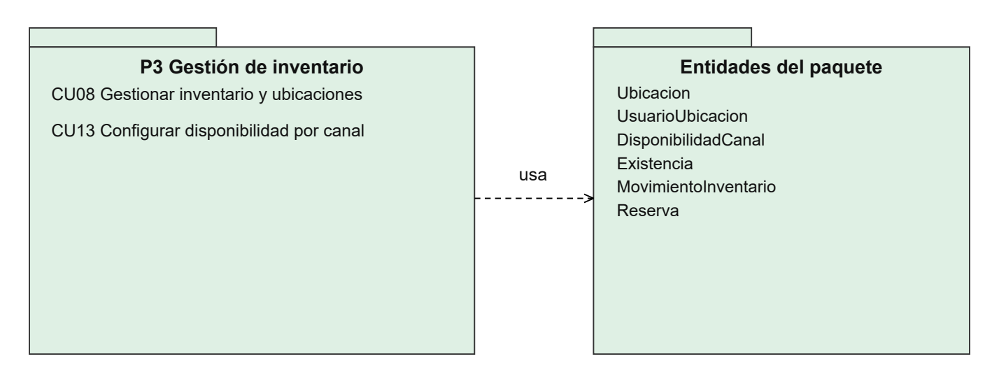 P3 Gestión de inventario
CU08 Gestionar inventario y ubicaciones
CU13 Configurar disponibilidad por canal
usa
Entidades del paquete
Ubicacion
UsuarioUbicacion
DisponibilidadCanal
Existencia
MovimientoInventario
Reserva